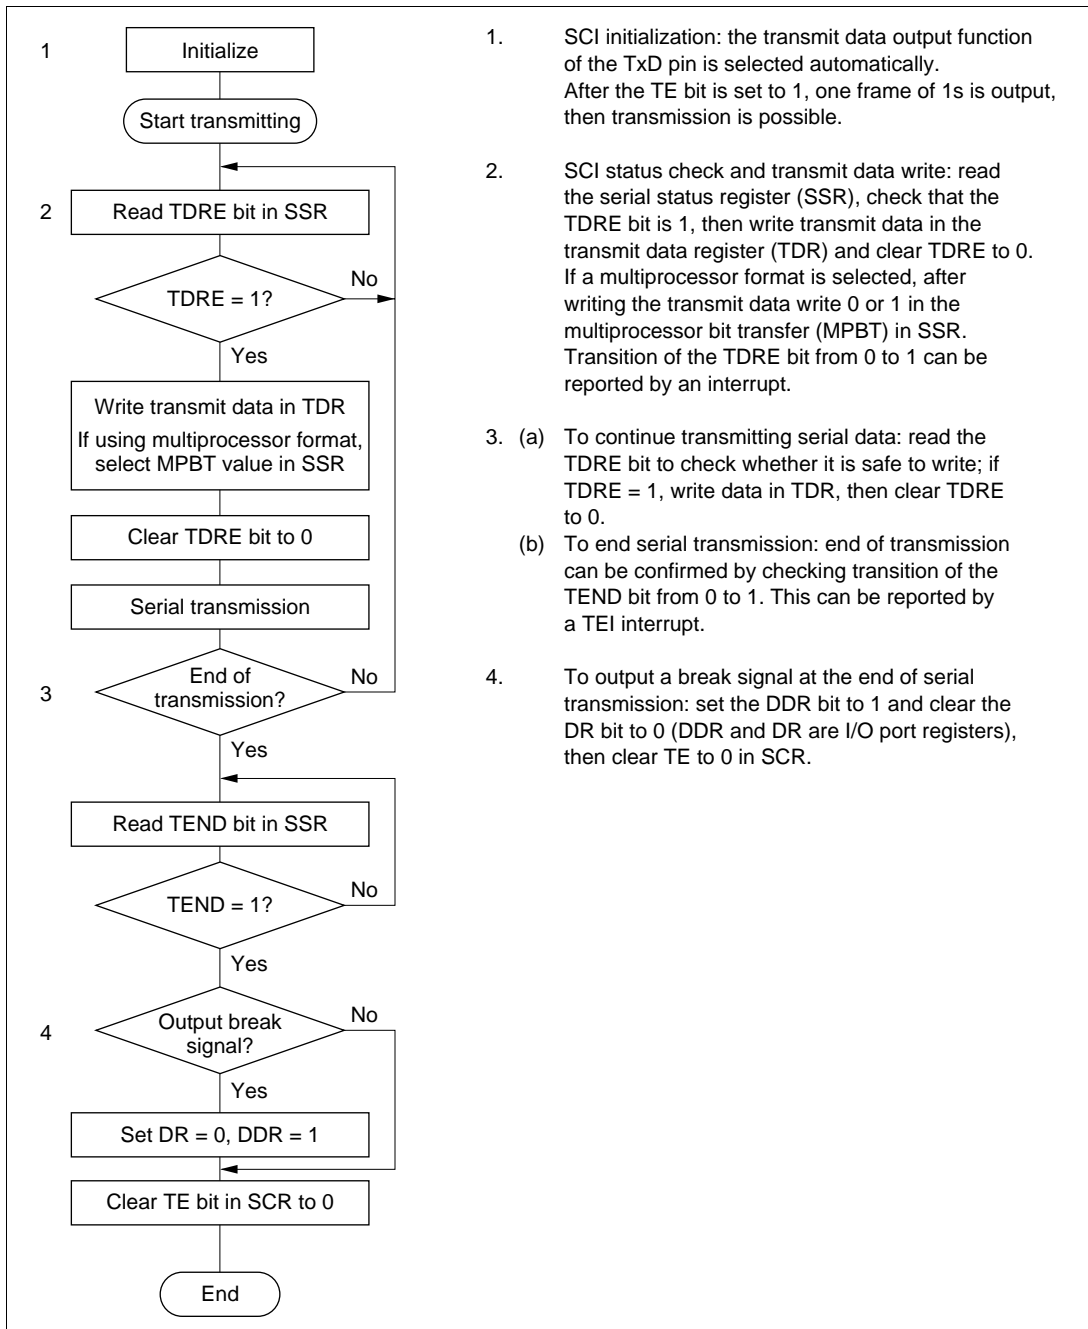 1
Initialize
Start transmitting
2
Read TDRE bit in SSR
TDRE = 1?
No
Yes
Write transmit data in TDR
If using multiprocessor format,
select MPBT value in SSR
Clear TDRE bit to 0
Serial transmission
3
End of
transmission?
No
Yes
Read TEND bit in SSR
TEND = 1?
No
Yes
4
Output break
signal?
No
Yes
Set DR = 0, DDR = 1
Clear TE bit in SCR to 0
End
1. SCI initialization: the transmit data output function
of the TxD pin is selected automatically.
After the TE bit is set to 1, one frame of 1s is output,
then transmission is possible.
2. SCI status check and transmit data write: read
the serial status register (SSR), check that the
TDRE bit is 1, then write transmit data in the
transmit data register (TDR) and clear TDRE to 0.
If a multiprocessor format is selected, after
writing the transmit data write 0 or 1 in the
multiprocessor bit transfer (MPBT) in SSR.
Transition of the TDRE bit from 0 to 1 can be
reported by an interrupt.
3. (a) To continue transmitting serial data: read the
TDRE bit to check whether it is safe to write; if
TDRE = 1, write data in TDR, then clear TDRE
to 0.
(b) To end serial transmission: end of transmission
can be confirmed by checking transition of the
TEND bit from 0 to 1. This can be reported by
a TEI interrupt.
4. To output a break signal at the end of serial
transmission: set the DDR bit to 1 and clear the
DR bit to 0 (DDR and DR are I/O port registers),
then clear TE to 0 in SCR.